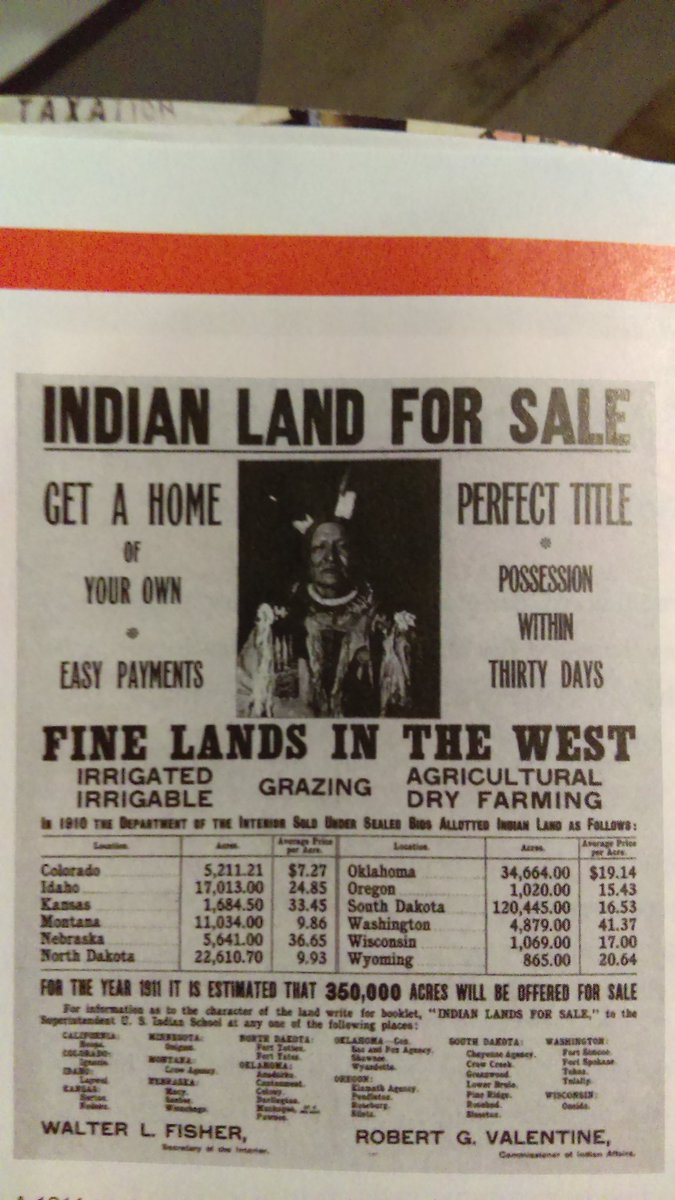 TAXATION
INDIAN LAND FOR SALE
GET A HOME
OF
YOUR OWN
*
EASY PAYMENTS
PERFECT TITLE
*
POSSESSION
WITHIN
THIRTY DAYS
FINE LANDS IN THE WEST
IRRIGATED
IRRIGABLE
GRAZING
AGRICULTURAL
DRY FARMING
IN 1910 THE DEPARTMENT OF THE INTERIOR SOLD UNDER SEALED BIDS ALLOTTED INDIAN LAND AS FOLLOWS:
Location. Acres. Average Price per Acre. Location. Acres. Average Price per Acre.
Colorado 5,211.21 $7.27 Oklahoma 34,664.00 $19.14
Idaho 17,013.00 24.85 Oregon 1,020.00 15.43
Kansas 1,684.50 33.45 South Dakota 120,445.00 16.53
Montana 11,034.00 9.86 Washington 4,879.00 41.37
Nebraska 5,641.00 36.65 Wisconsin 1,069.00 17.00
North Dakota 22,610.70 9.93 Wyoming 865.00 20.64
FOR THE YEAR 1911 IT IS ESTIMATED THAT 350,000 ACRES WILL BE OFFERED FOR SALE
For information as to the character of the land write for booklet, "INDIAN LANDS FOR SALE," to the
Superintendent U. S. Indian School at any one of the following places:
CALIFORNIA:
Hoopa.
COLORADO:
Ignacio.
IDAHO:
Lapwai.
KANSAS:
Horton.
Nadeau.
MINNESOTA:
Onigum.
MONTANA:
Crow Agency.
NEBRASKA:
Macy.
Santee.
Winnebago.
NORTH DAKOTA:
Fort Totten.
Fort Yates.
OKLAHOMA:
Anadarko.
Cantonment.
Colony.
Darlington.
Muskogee,
Pawnee.
OKLAHOMA—Con.
Sac and Fox Agency.
Shawnee.
Wyandotte.
OREGON:
Klamath Agency.
Pendleton.
Roseburg.
Siletz.
SOUTH DAKOTA:
Cheyenne Agency.
Crow Creek.
Greenwood.
Lower Brule.
Pine Ridge.
Rosebud.
Sisseton.
WASHINGTON:
Fort Simcoe.
Fort Spokane.
Tekoa.
Tulalip.
WISCONSIN:
Oneida.
WALTER L. FISHER,
Secretary of the Interior.
ROBERT G. VALENTINE,
Commissioner of Indian Affairs.